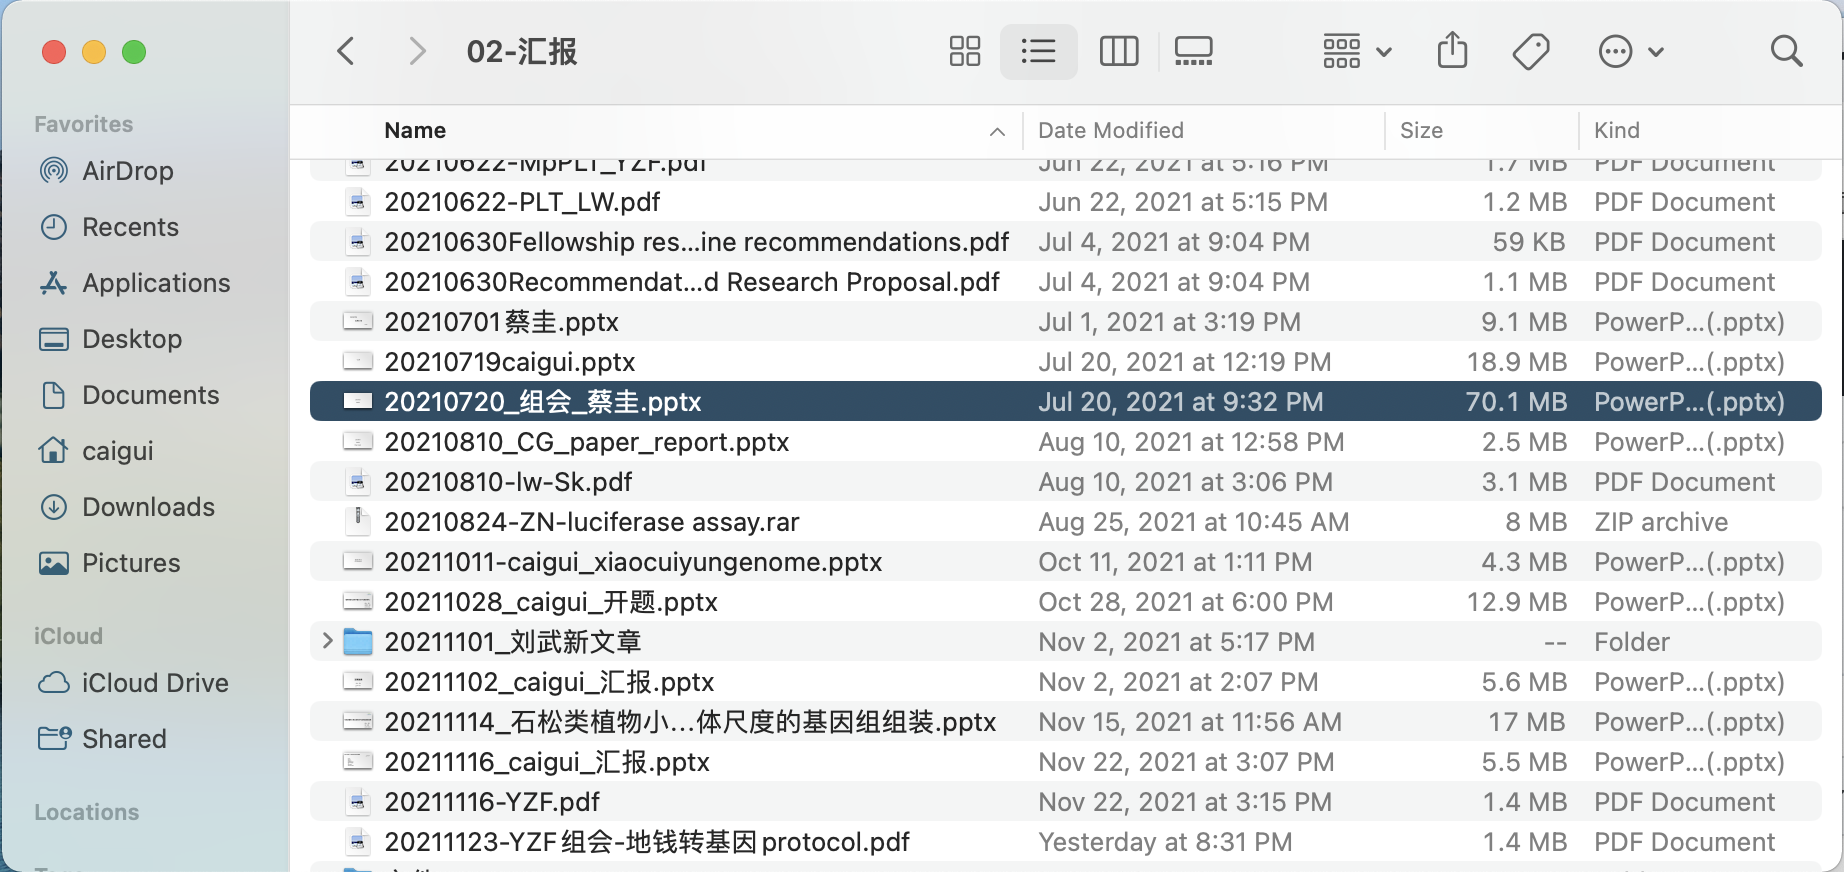 02-汇报
Favorites
AirDrop
Recents
Applications
Desktop
Documents
caigui
Downloads
Pictures
iCloud
iCloud Drive
Shared
Locations
Name Date Modified Size Kind
20210622-MpPLT_YZF.pdf Jun 22, 2021 at 5:16 PM 1.7 MB PDF Document
20210622-PLT_LW.pdf Jun 22, 2021 at 5:15 PM 1.2 MB PDF Document
20210630Fellowship res...ine recommendations.pdf Jul 4, 2021 at 9:04 PM 59 KB PDF Document
20210630Recommendat...d Research Proposal.pdf Jul 4, 2021 at 9:04 PM 1.1 MB PDF Document
20210701蔡圭.pptx Jul 1, 2021 at 3:19 PM 9.1 MB PowerP...(.pptx)
20210719caigui.pptx Jul 20, 2021 at 12:19 PM 18.9 MB PowerP...(.pptx)
20210720_组会_蔡圭.pptx Jul 20, 2021 at 9:32 PM 70.1 MB PowerP...(.pptx)
20210810_CG_paper_report.pptx Aug 10, 2021 at 12:58 PM 2.5 MB PowerP...(.pptx)
20210810-lw-Sk.pdf Aug 10, 2021 at 3:06 PM 3.1 MB PDF Document
20210824-ZN-luciferase assay.rar Aug 25, 2021 at 10:45 AM 8 MB ZIP archive
20211011-caigui_xiaocuiyungenome.pptx Oct 11, 2021 at 1:11 PM 4.3 MB PowerP...(.pptx)
20211028_caigui_开题.pptx Oct 28, 2021 at 6:00 PM 12.9 MB PowerP...(.pptx)
20211101_刘武新文章 Nov 2, 2021 at 5:17 PM -- Folder
20211102_caigui_汇报.pptx Nov 2, 2021 at 2:07 PM 5.6 MB PowerP...(.pptx)
20211114_石松类植物小...体尺度的基因组组装.pptx Nov 15, 2021 at 11:56 AM 17 MB PowerP...(.pptx)
20211116_caigui_汇报.pptx Nov 22, 2021 at 3:07 PM 5.5 MB PowerP...(.pptx)
20211116-YZF.pdf Nov 22, 2021 at 3:15 PM 1.4 MB PDF Document
20211123-YZF组会-地钱转基因protocol.pdf Yesterday at 8:31 PM 1.4 MB PDF Document